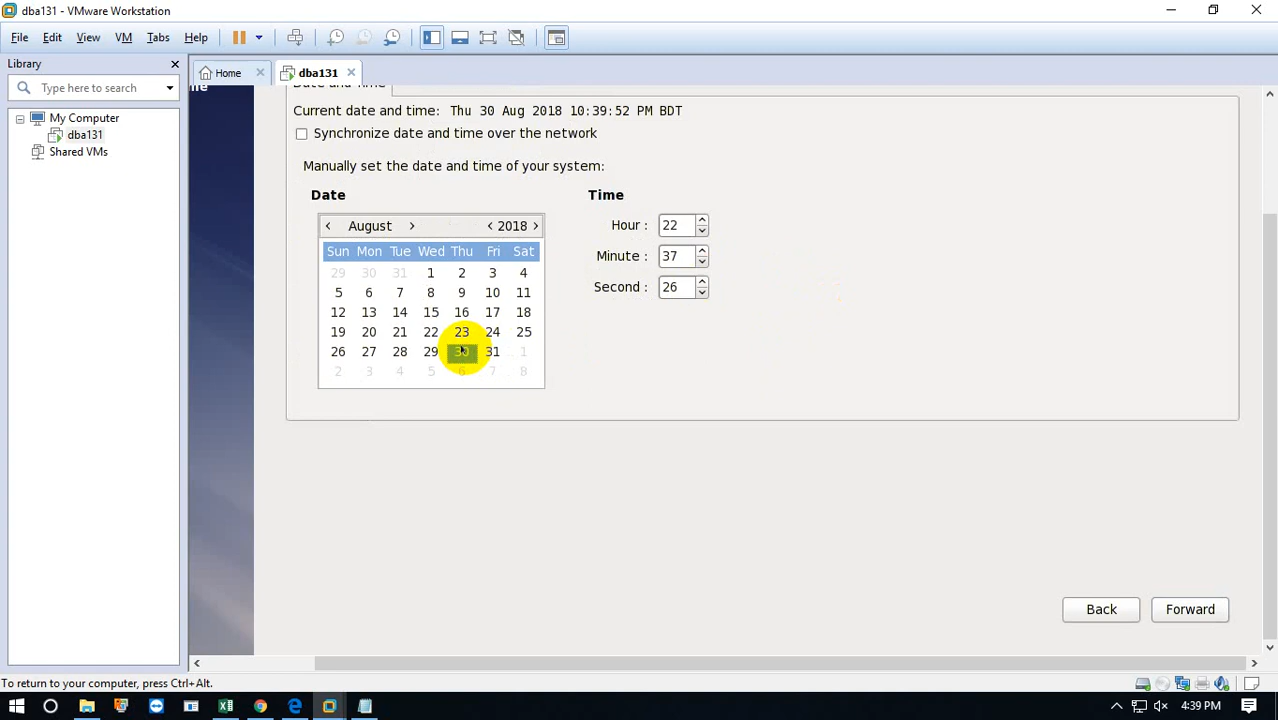 dba131 - VMware Workstation
File Edit View VM Tabs Help
Library
Type here to search
My Computer
dba131
Shared VMs
Home
dba131
me
Date and Time
Current date and time: Thu 30 Aug 2018 10:39:52 PM BDT
Synchronize date and time over the network
Manually set the date and time of your system:
Date
August 2018
Sun Mon Tue Wed Thu Fri Sat
29 30 31 1 2 3 4
5 6 7 8 9 10 11
12 13 14 15 16 17 18
19 20 21 22 23 24 25
26 27 28 29 30 31 1
2 3 4 5 6 7 8
Time
Hour : 22
Minute : 37
Second : 26
Back Forward
To return to your computer, press Ctrl+Alt.
4:39 PM